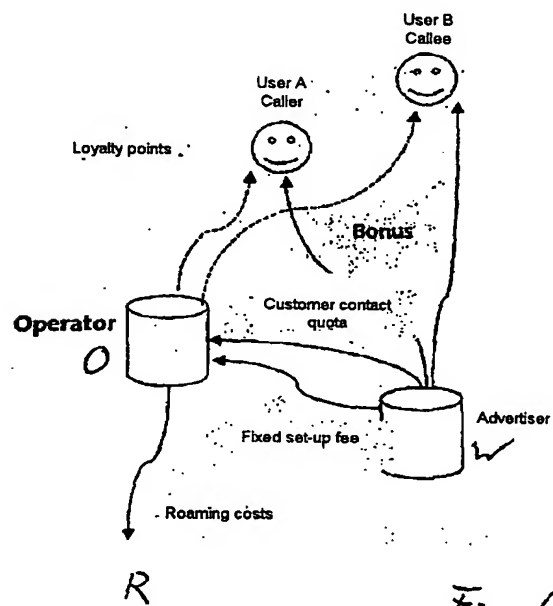 User B
Callee
User A
Caller
Loyalty points
Bonus
Customer contact
quota
Operator
O
Advertiser
W
Fixed set-up fee
Roaming costs
R